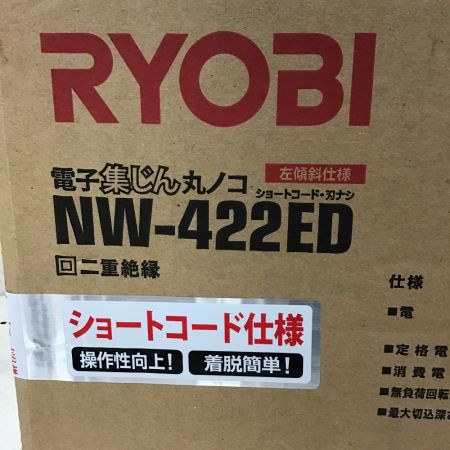 RYOBI
電子集じん丸ノコ
左傾斜仕様
ショートコード・刃ナシ
NW-422ED
回二重絶縁
ショートコード仕様
操作性向上! 着脱簡単!
仕様
■電
■定格電
■消費電
■無負荷回転
■最大切込深さ